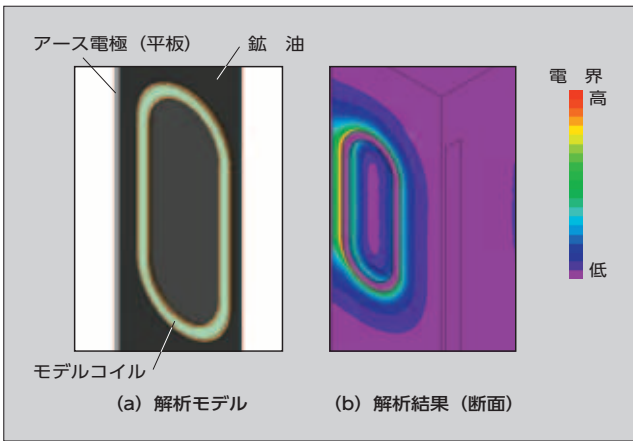 アース電極（平板）
鉱　油
電　界
高
低
モデルコイル
(a) 解析モデル
(b) 解析結果（断面）